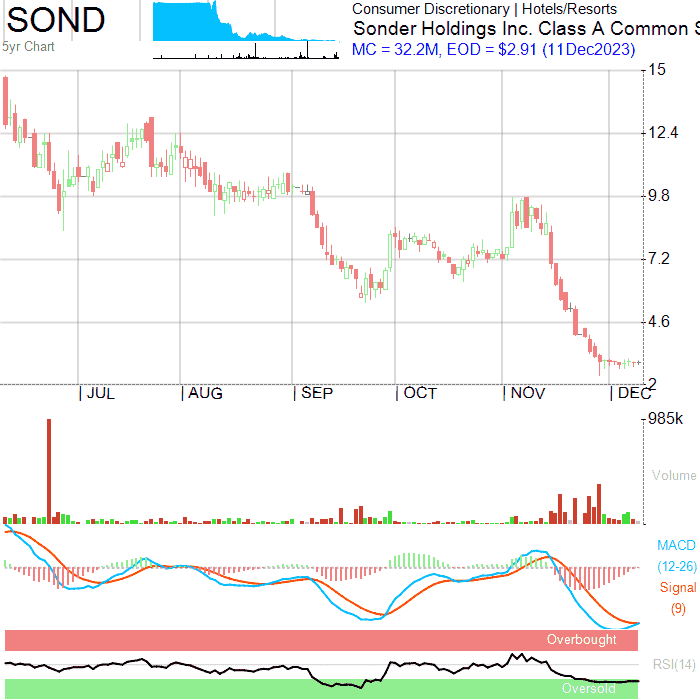 SOND
5yr Chart
Consumer Discretionary | Hotels/Resorts
Sonder Holdings Inc. Class A Common S
MC = 32.2M, EOD = $2.91 (11Dec2023)
15
12.4
9.8
7.2
4.6
2
JUL AUG SEP OCT NOV DEC
985k
Volume
MACD
(12-26)
Signal
(9)
Overbought
RSI(14)
Oversold